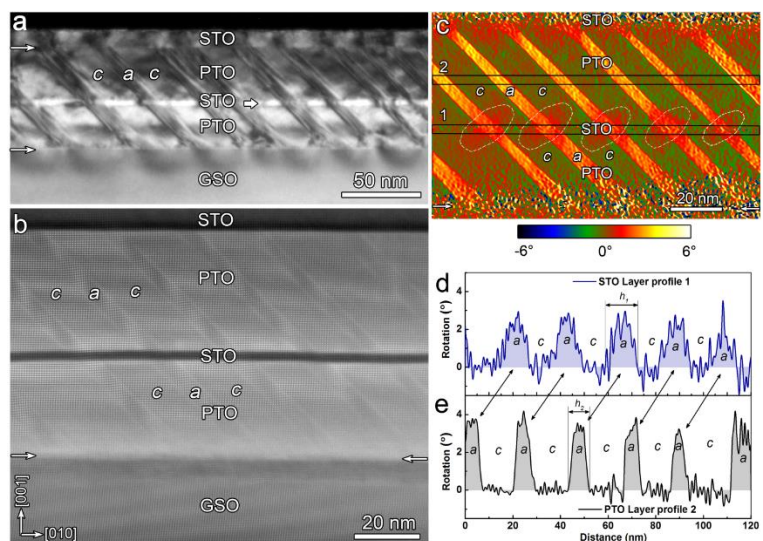 a
STO
c a c
PTO
STO
PTO
GSO
50 nm
b
STO
PTO
c a c
STO
c a c
PTO
GSO
[001]
[010]
20 nm
c
STO
PTO
2
c a c
1
STO
c a c
PTO
20 nm
-6° 0° 6°
d
STO Layer profile 1
h₁
Rotation (°)
4
2
0
c c c c c
a a a a a
e
PTO Layer profile 2
h₂
Rotation (°)
4
2
0
c c c c c
a a a a a a
0 20 40 60 80 100 120
Distance (nm)